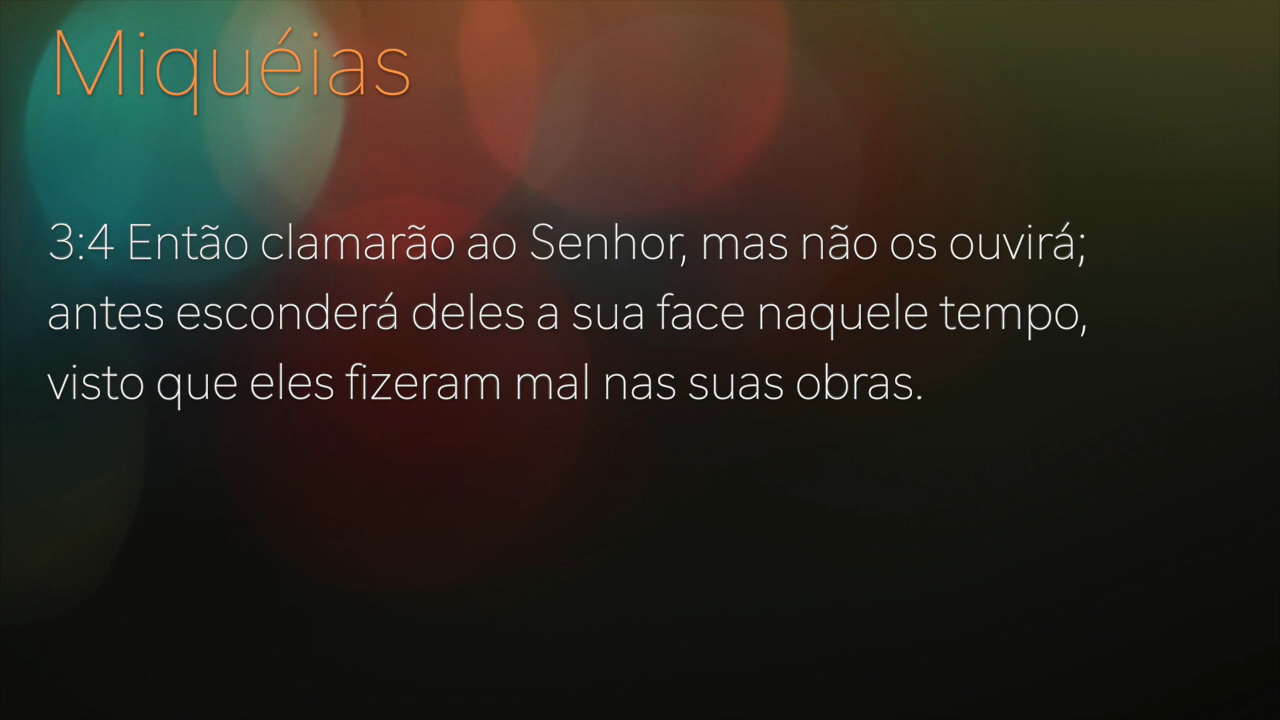 Miquéias
3:4 Então clamarão ao Senhor, mas não os ouvirá;
antes esconderá deles a sua face naquele tempo,
visto que eles fizeram mal nas suas obras.